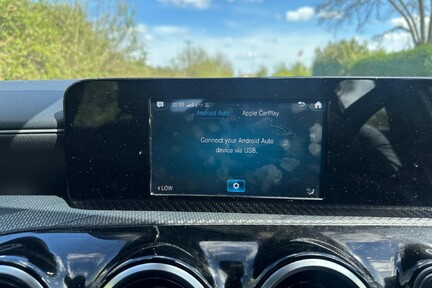 Android Auto Apple CarPlay
Connect your Android Auto
device via USB.
LOW